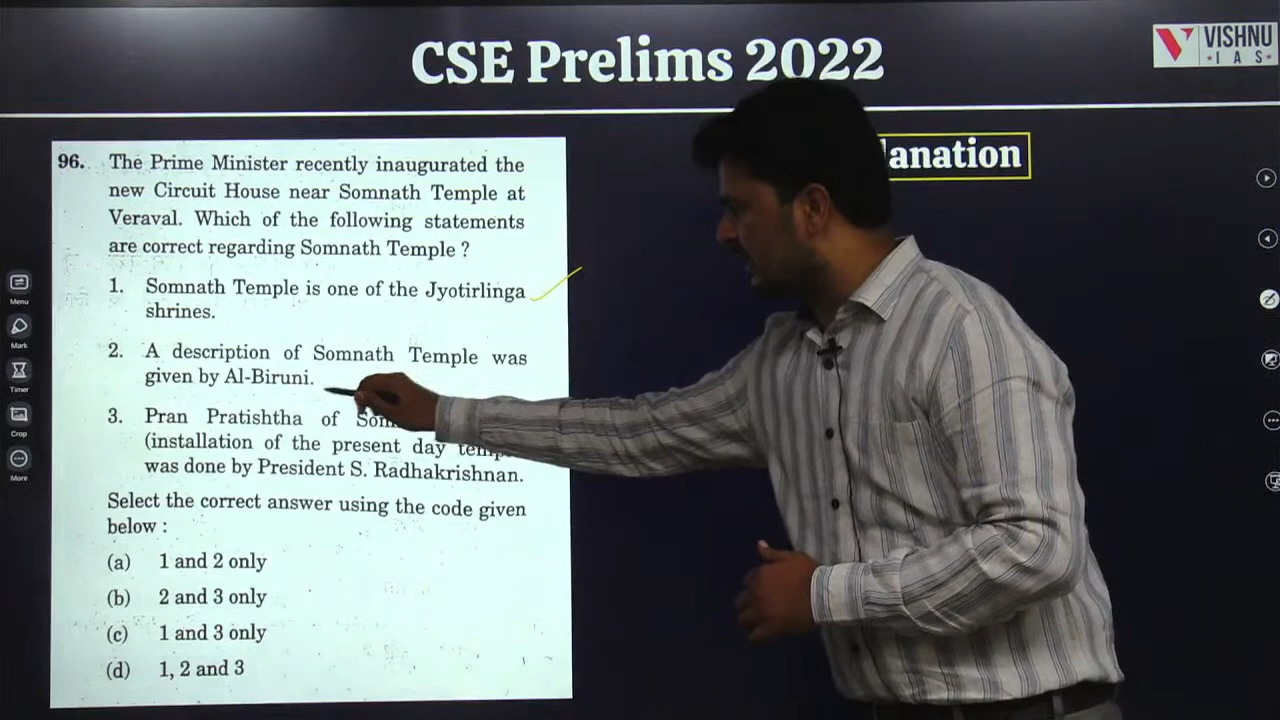 CSE Prelims 2022
VISHNU
I A S
lanation
96. The Prime Minister recently inaugurated the
new Circuit House near Somnath Temple at
Veraval. Which of the following statements
are correct regarding Somnath Temple ?
1. Somnath Temple is one of the Jyotirlinga
shrines.
2. A description of Somnath Temple was
given by Al-Biruni.
3. Pran Pratishtha of Som
(installation of the present day temp
was done by President S. Radhakrishnan.
Select the correct answer using the code given
below :
(a) 1 and 2 only
(b) 2 and 3 only
(c) 1 and 3 only
(d) 1, 2 and 3
Menu
Mark
Timer
Crop
More